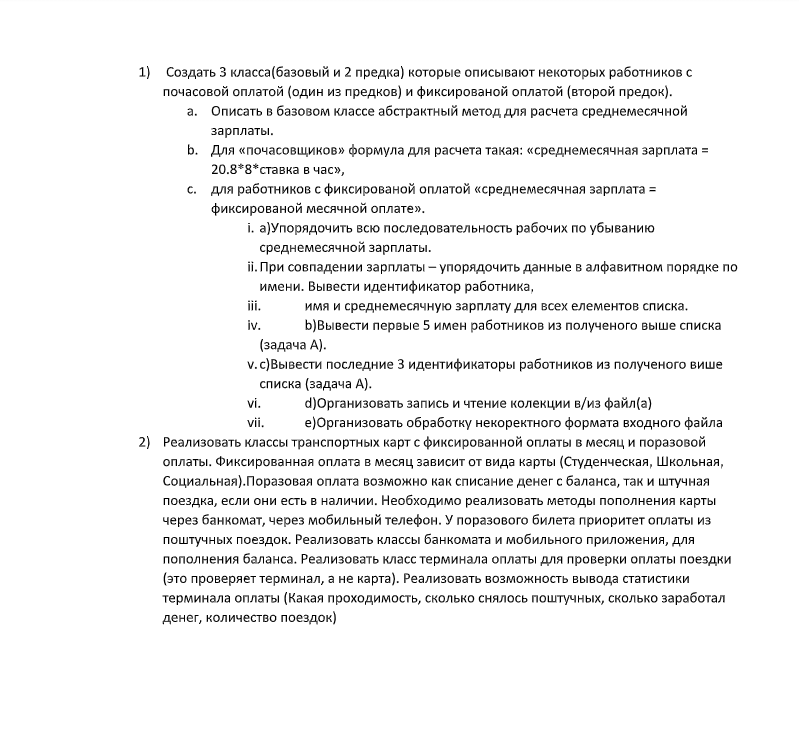 1) Создать 3 класса(базовый и 2 предка) которые описывают некоторых работников с
почасовой оплатой (один из предков) и фиксированой оплатой (второй предок).
a. Описать в базовом классе абстрактный метод для расчета среднемесячной
зарплаты.
b. Для «почасовщиков» формула для расчета такая: «среднемесячная зарплата =
20.8*8*ставка в час»,
c. для работников с фиксированой оплатой «среднемесячная зарплата =
фиксированой месячной оплате».
i. a)Упорядочить всю последовательность рабочих по убыванию
среднемесячной зарплаты.
ii. При совпадении зарплаты – упорядочить данные в алфавитном порядке по
имени. Вывести идентификатор работника,
iii. имя и среднемесячную зарплату для всех елементов списка.
iv. b)Вывести первые 5 имен работников из полученого выше списка
(задача А).
v. c)Вывести последние 3 идентификаторы работников из полученого више
списка (задача А).
vi. d)Организовать запись и чтение колекции в/из файл(а)
vii. e)Организовать обработку некоректного формата входного файла
2) Реализовать классы транспортных карт с фиксированной оплаты в месяц и поразовой
оплаты. Фиксированная оплата в месяц зависит от вида карты (Студенческая, Школьная,
Социальная).Поразовая оплата возможно как списание денег с баланса, так и штучная
поездка, если они есть в наличии. Необходимо реализовать методы пополнения карты
через банкомат, через мобильный телефон. У поразового билета приоритет оплаты из
поштучных поездок. Реализовать классы банкомата и мобильного приложения, для
пополнения баланса. Реализовать класс терминала оплаты для проверки оплаты поездки
(это проверяет терминал, а не карта). Реализовать возможность вывода статистики
терминала оплаты (Какая проходимость, сколько снялось поштучных, сколько заработал
денег, количество поездок)